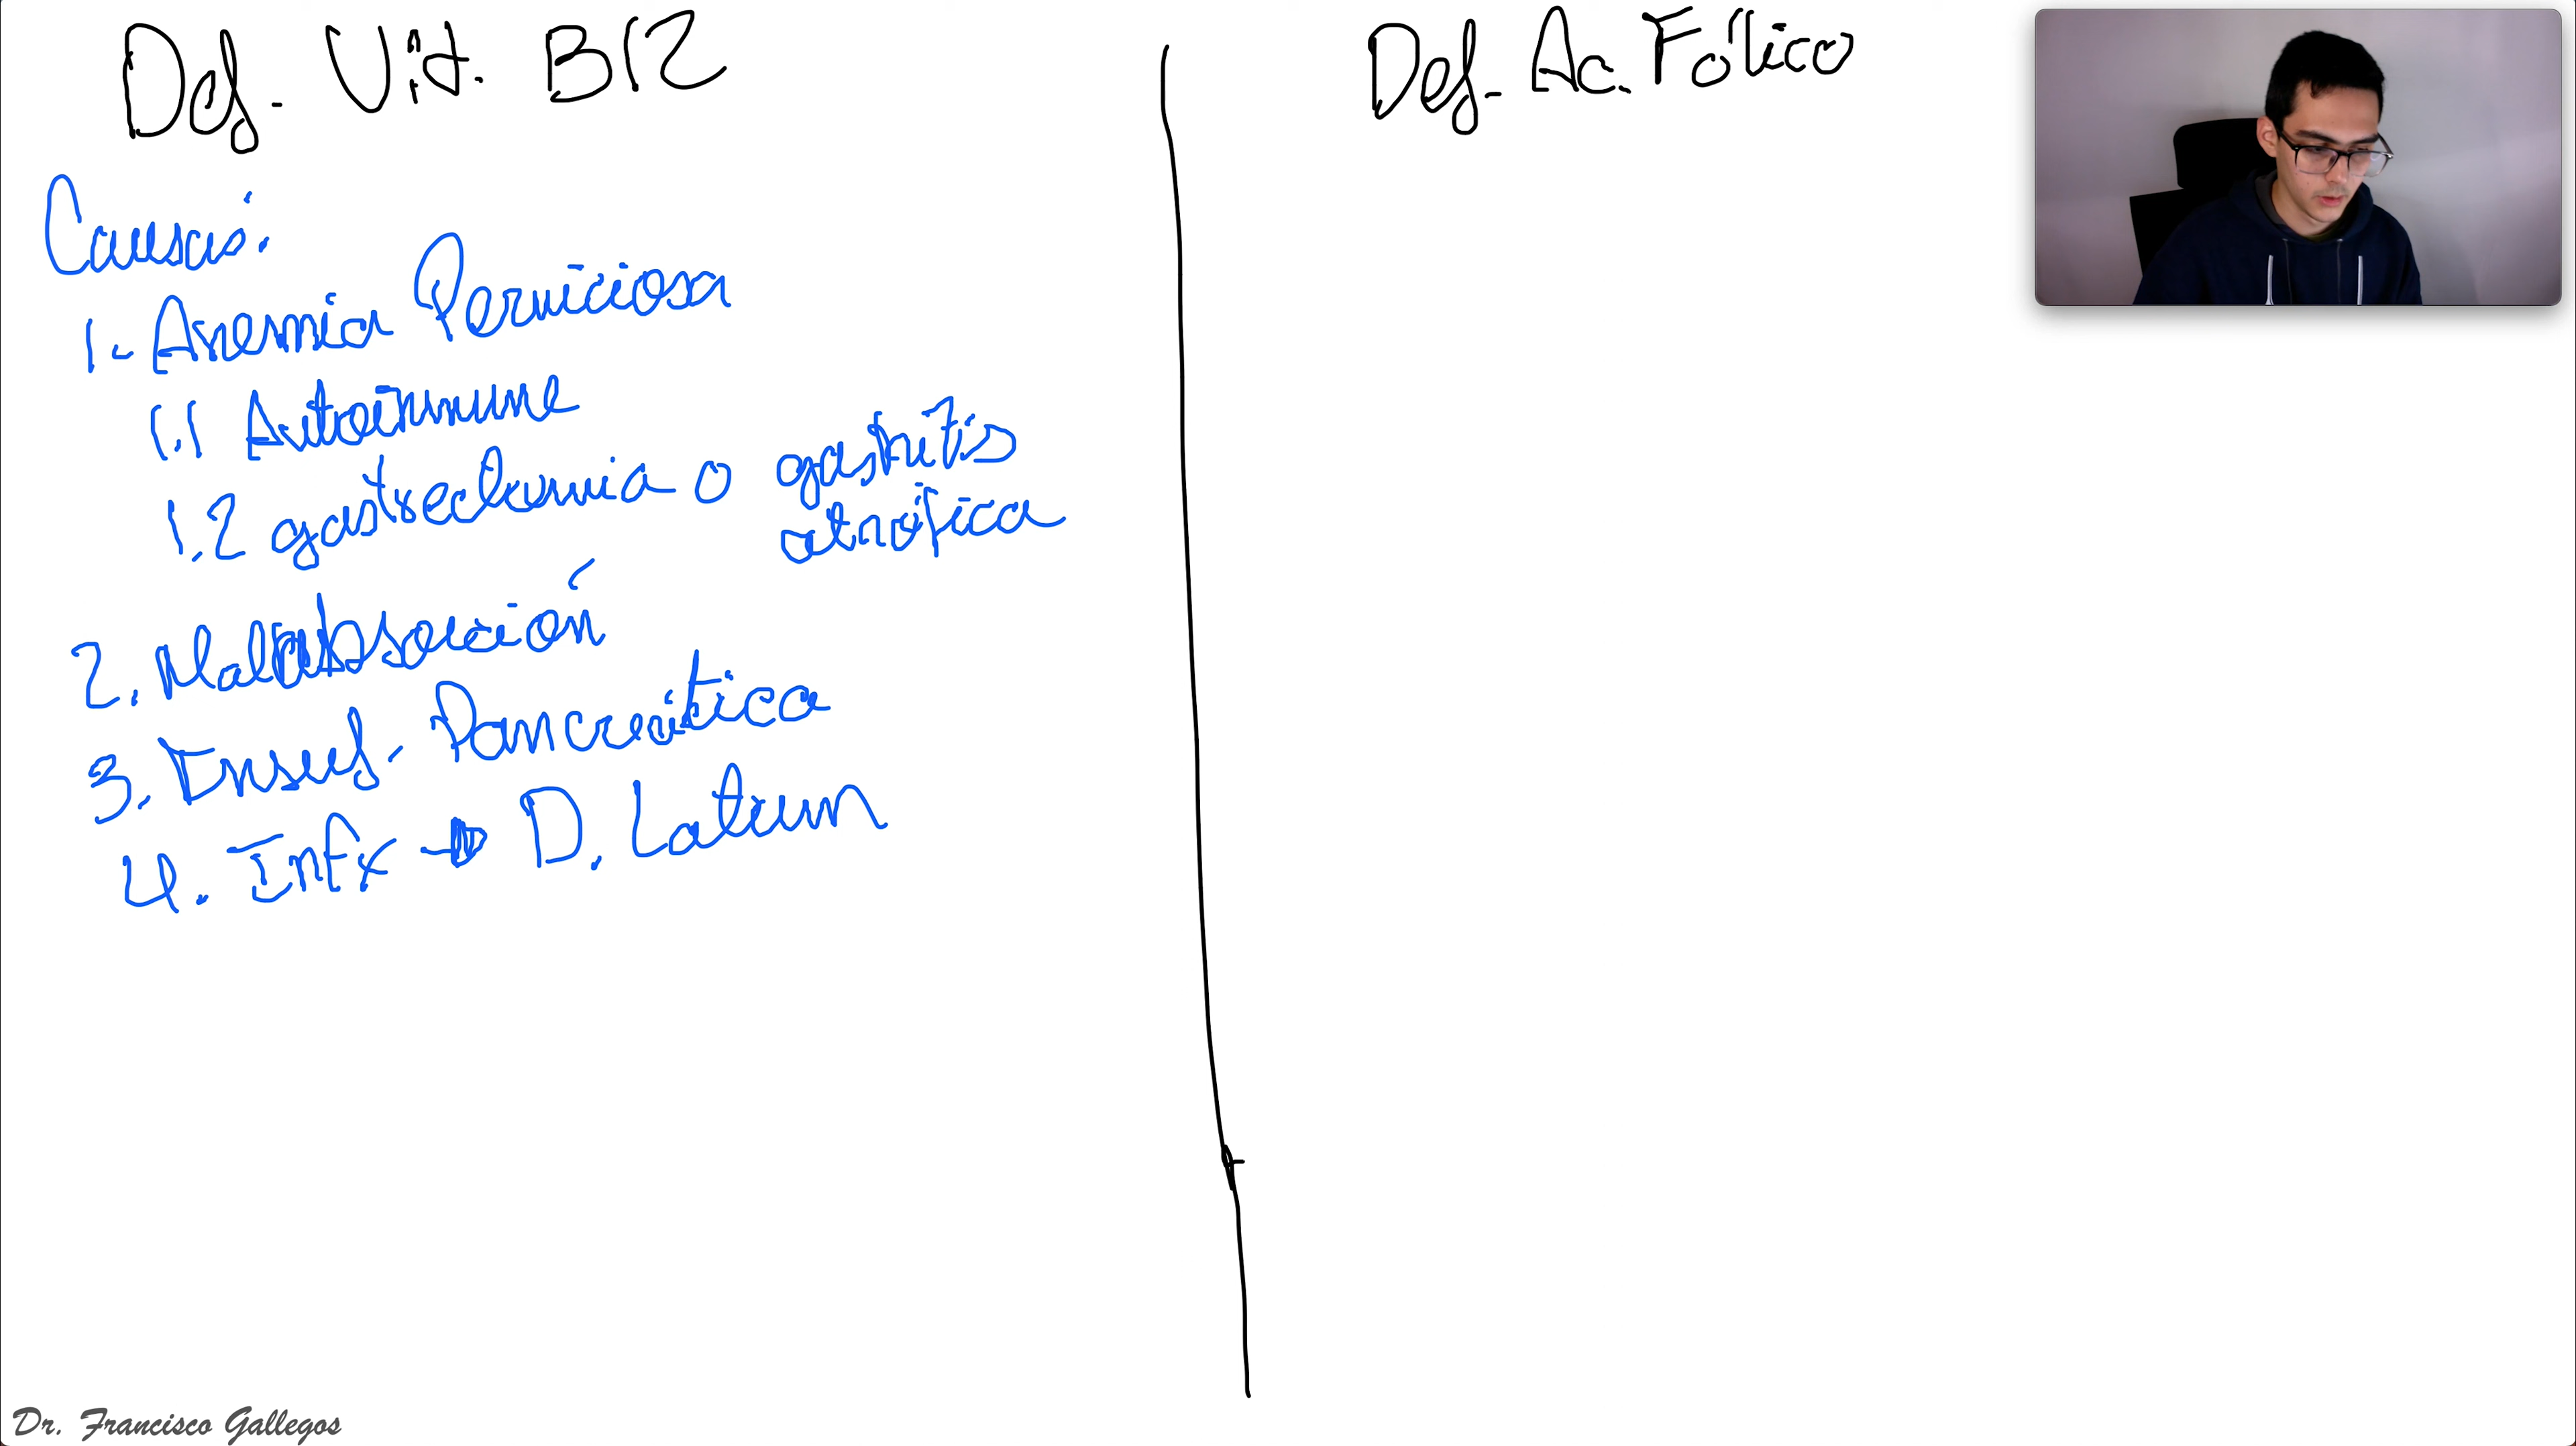 Def. Vit. B12
Causas:
1. Anemia Perniciosa
1.1 Autoinmune
1.2 gastrectomia o gastritis
atrófica
2. Malabsorción
3. Insuf. Pancreática
4. Infx → D. Latum
Def. Ac. Fólico
Dr. Francisco Gallegos